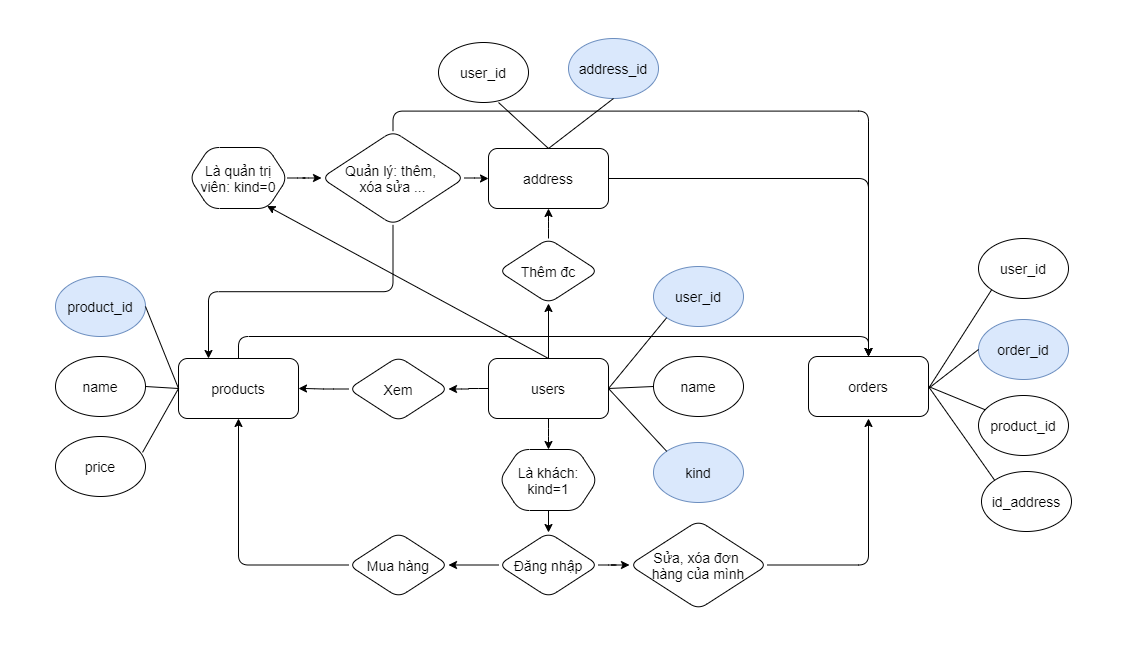 user_id
address_id
Là quản trị
viên: kind=0
Quản lý: thêm,
xóa sửa ...
address
Thêm đc
user_id
product_id
user_id
order_id
name
products
Xem
users
name
orders
product_id
price
Là khách:
kind=1
kind
id_address
Mua hàng
Đăng nhập
Sửa, xóa đơn
hàng của mình